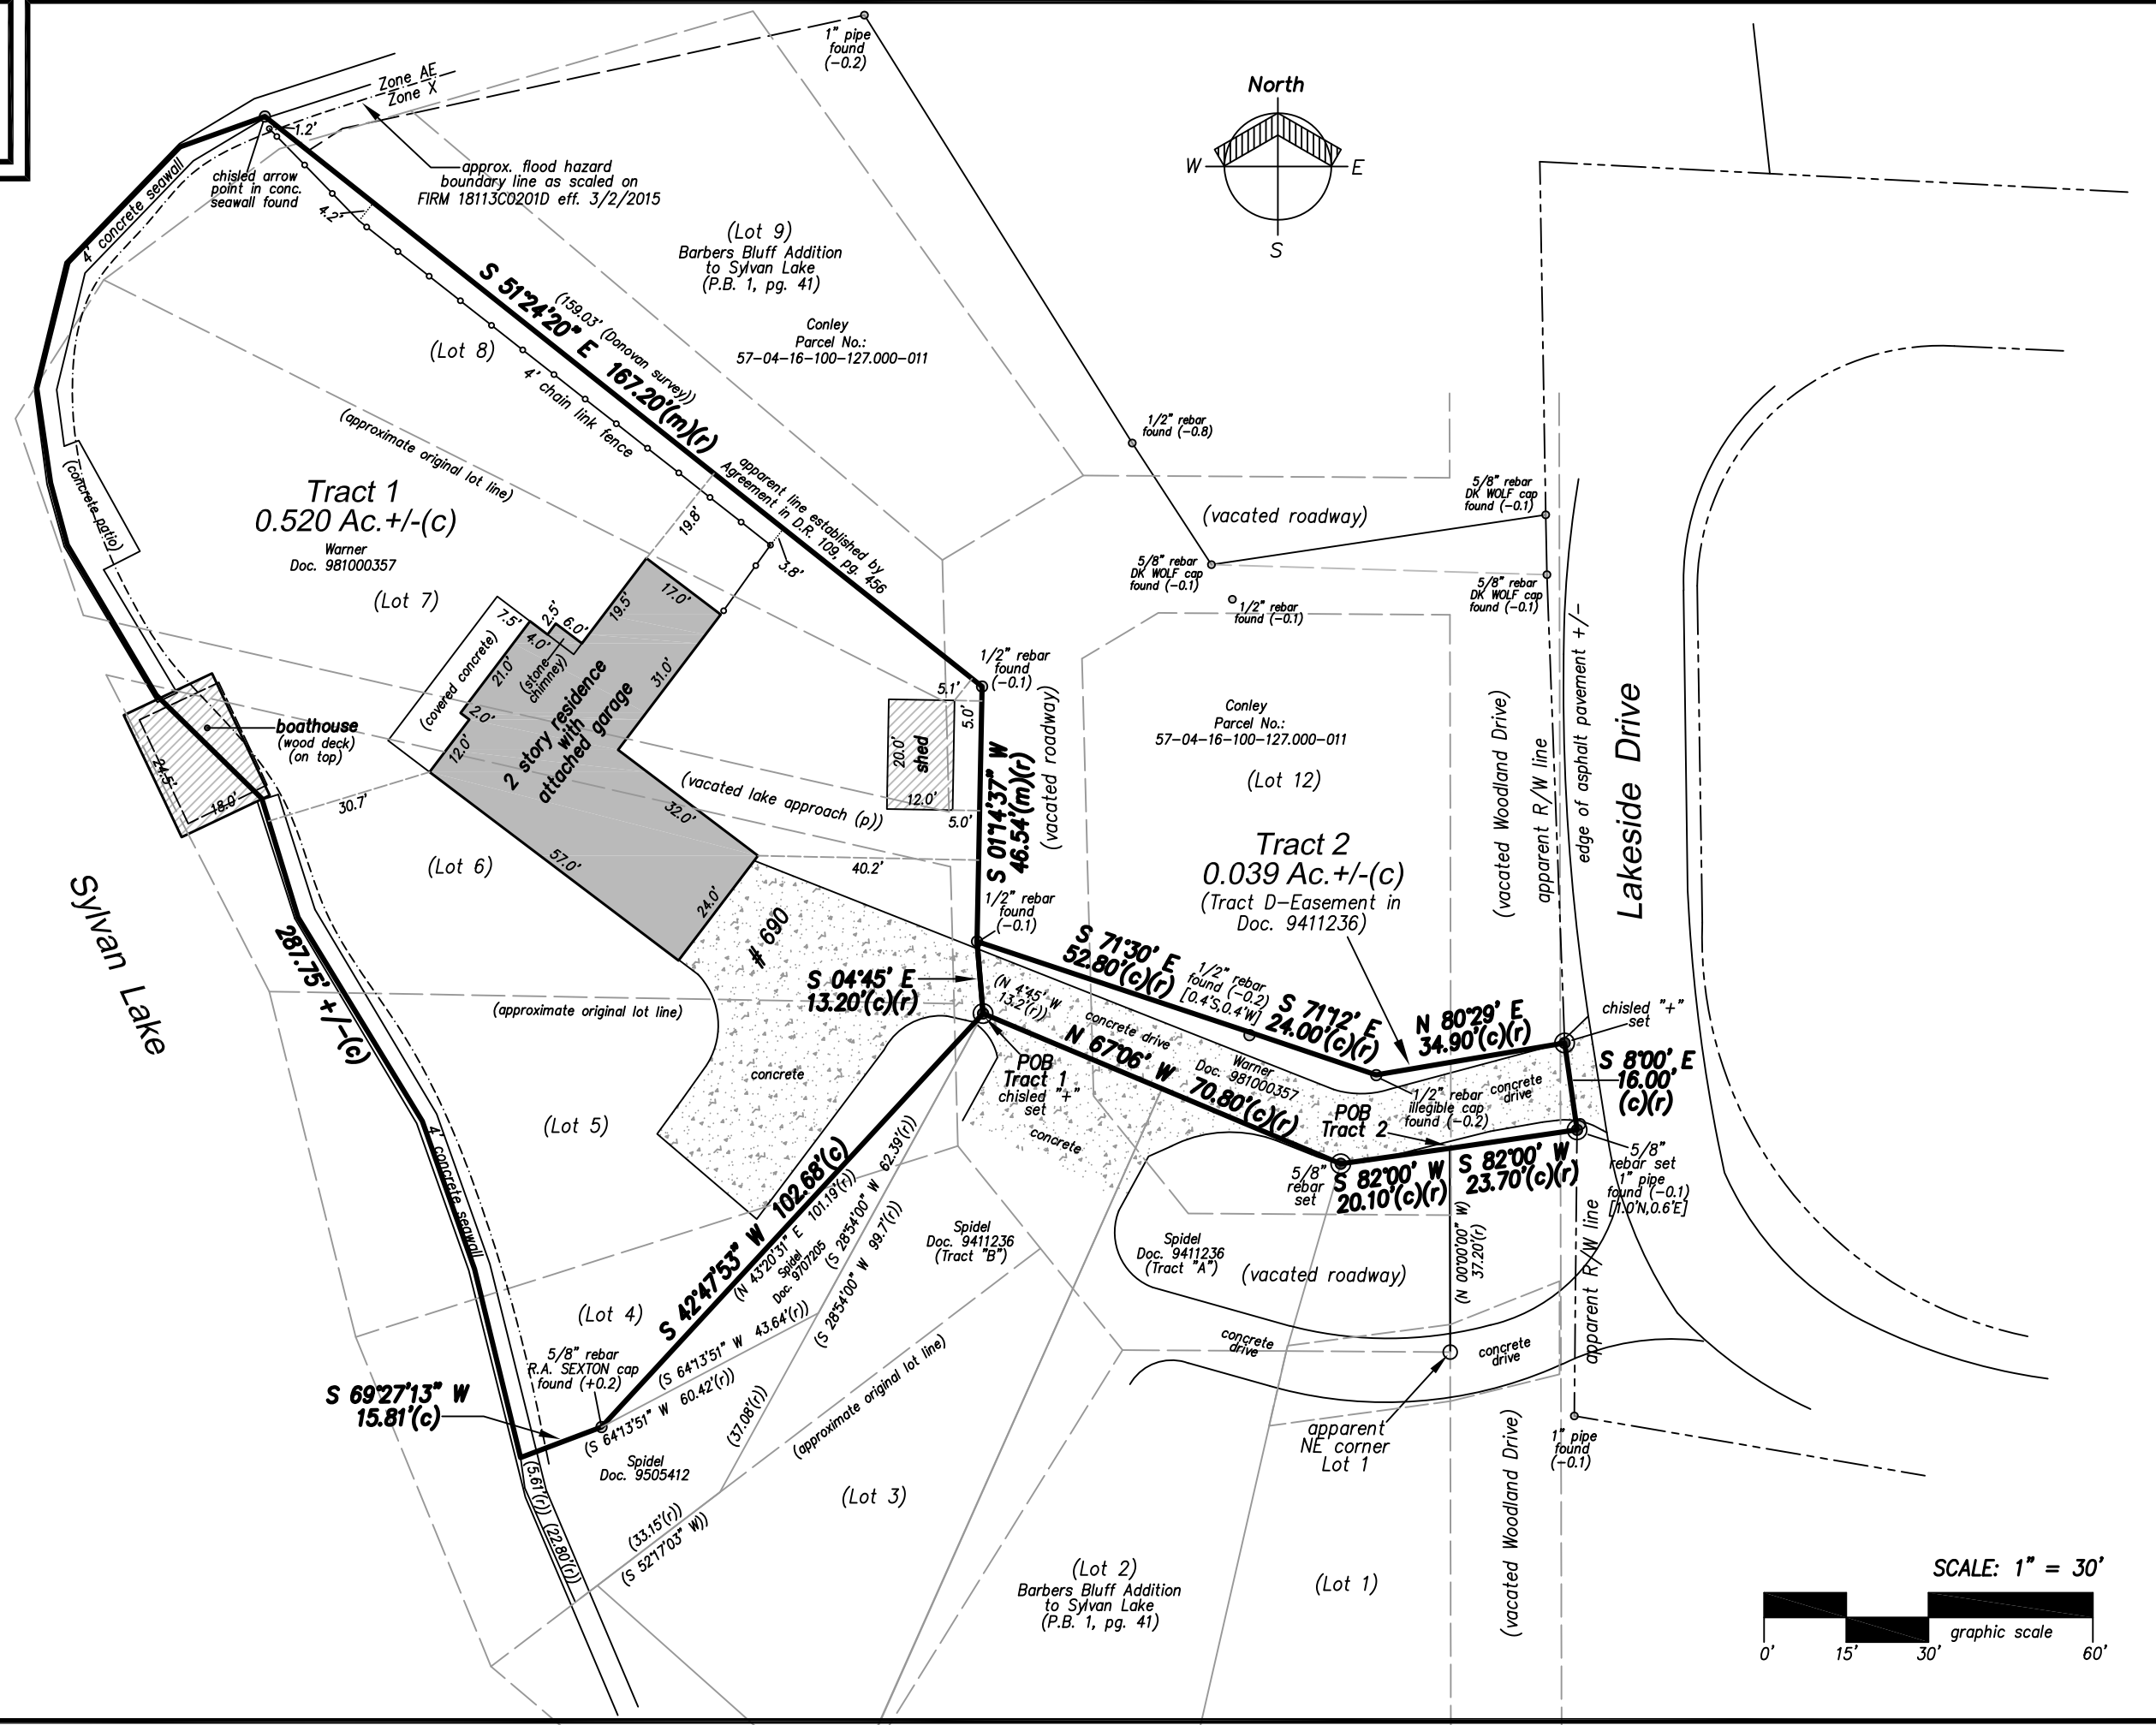 1" pipe
found
(-0.2)
North
W
E
S
Zone AE
Zone X
1.2'
chisled arrow
point in conc.
seawall found
4' concrete seawall
approx. flood hazard
boundary line as scaled on
FIRM 18113C0201D eff. 3/2/2015
4.2'
(Lot 9)
Barbers Bluff Addition
to Sylvan Lake
(P.B. 1, pg. 41)
Conley
Parcel No.:
57-04-16-100-127.000-011
S 51°24'20" E 167.20'(m)(r)
(159.03' (Donovan survey))
4' chain link fence
(Lot 8)
(approximate original lot line)
apparent line established by
Agreement in D.R. 109, pg. 456
1/2" rebar
found (-0.8)
5/8" rebar
DK WOLF cap
found (-0.1)
(vacated roadway)
5/8" rebar
DK WOLF cap
found (-0.1)
5/8" rebar
DK WOLF cap
found (-0.1)
1/2" rebar
found (-0.1)
(concrete patio)
Tract 1
0.520 Ac.+/-(c)
Warner
Doc. 981000357
(Lot 7)
19.8'
3.8'
17.0'
19.5'
7.5'
2.5'
6.0'
4.0'
21.0'
(stone
chimney)
(covered concrete)
2.0'
12.0'
31.0'
2 story residence
with
attached garage
32.0'
57.0'
24.0'
30.7'
boathouse
(wood deck)
(on top)
24.5'
18.0'
1/2" rebar
found
(-0.1)
5.1'
5.0'
20.0'
shed
12.0'
5.0'
S 01°14'37" W
46.54'(m)(r)
(vacated roadway)
(vacated lake approach (p))
40.2'
Conley
Parcel No.:
57-04-16-100-127.000-011
(Lot 12)
(vacated Woodland Drive)
apparent R/W line
edge of asphalt pavement +/-
Lakeside Drive
Tract 2
0.039 Ac.+/-(c)
(Tract D-Easement in
Doc. 9411236)
(Lot 6)
Sylvan Lake
287.75' +/-(c)
# 690
1/2" rebar
found
(-0.1)
S 04°45' E
13.20'(c)(r)
(N 4°45' W
13.2'(r))
S 71°30' E
52.80'(c)(r)
1/2" rebar
found (-0.2)
[0.4'S,0.4'W]
S 71°12' E
24.00'(c)(r)
N 80°29' E
34.90'(c)(r)
chisled "+"
set
S 8°00' E
16.00'
(c)(r)
(approximate original lot line)
concrete drive
N 67°06' W 70.80'(c)(r)
Warner
Doc. 981000357
POB
Tract 1
chisled "+"
set
concrete
concrete
1/2" rebar
illegible cap
found (-0.2)
concrete
drive
POB
Tract 2
5/8"
rebar
set
S 82°00' W
20.10'(c)(r)
S 82°00' W
23.70'(c)(r)
5/8"
rebar set
1" pipe
found (-0.1)
[1.0'N,0.6'E]
(Lot 5)
4' concrete seawall
S 42°47'53" W 102.68'(c)
(N 43°20'31" E 101.19'(r))
Spidel
Doc. 9707205
(S 28°54'00" W 62.39'(r))
(S 28°54'00" W 99.7'(r))
Spidel
Doc. 9411236
(Tract "B")
Spidel
Doc. 9411236
(Tract "A")
(vacated roadway)
(N 00°00'00" W)
37.20'(r)
apparent R/W line
(Lot 4)
5/8" rebar
R.A. SEXTON cap
found (+0.2)
(S 64°13'51" W 43.64'(r))
(S 64°13'51" W 60.42'(r))
(37.08'(r))
(approximate original lot line)
S 69°27'13" W
15.81'(c)
concrete
drive
concrete
drive
apparent
NE corner
Lot 1
1" pipe
found
(-0.1)
Spidel
Doc. 9505412
(5.61'(r))
(22.80'(r))
(33.15'(r))
(S 52°17'03" W))
(Lot 3)
(Lot 2)
Barbers Bluff Addition
to Sylvan Lake
(P.B. 1, pg. 41)
(Lot 1)
(vacated Woodland Drive)
SCALE: 1" = 30'
graphic scale
0'
15'
30'
60'